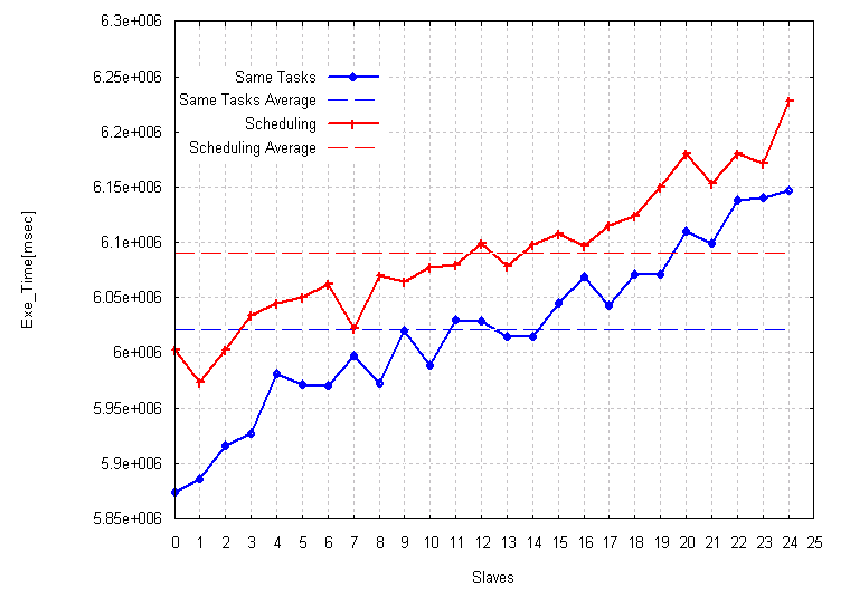 6.3e+006
6.25e+006
6.2e+006
6.15e+006
6.1e+006
6.05e+006
6e+006
5.95e+006
5.9e+006
5.85e+006
Same Tasks
Same Tasks Average
Scheduling
Scheduling Average
Exe_Time[msec]
0 1 2 3 4 5 6 7 8 9 10 11 12 13 14 15 16 17 18 19 20 21 22 23 24 25
Slaves